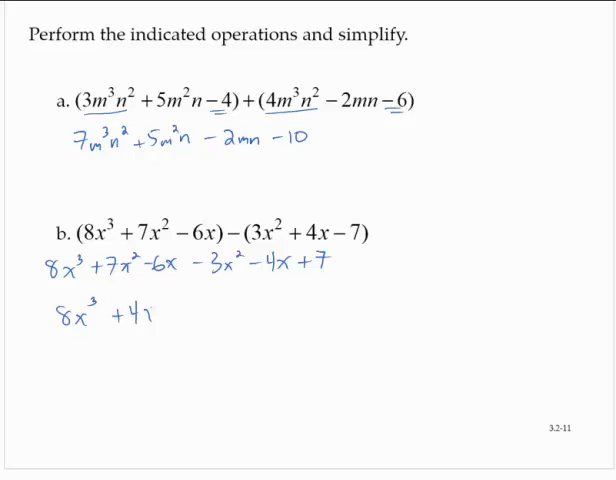 Perform the indicated operations and simplify.
a. (3m³n² + 5m²n − 4) + (4m³n² − 2mn − 6)
7m³n² + 5m²n − 2mn − 10
b. (8x³ + 7x² − 6x) − (3x² + 4x − 7)
8x³ + 7x² − 6x − 3x² − 4x + 7
8x³ + 4x
3.2-11